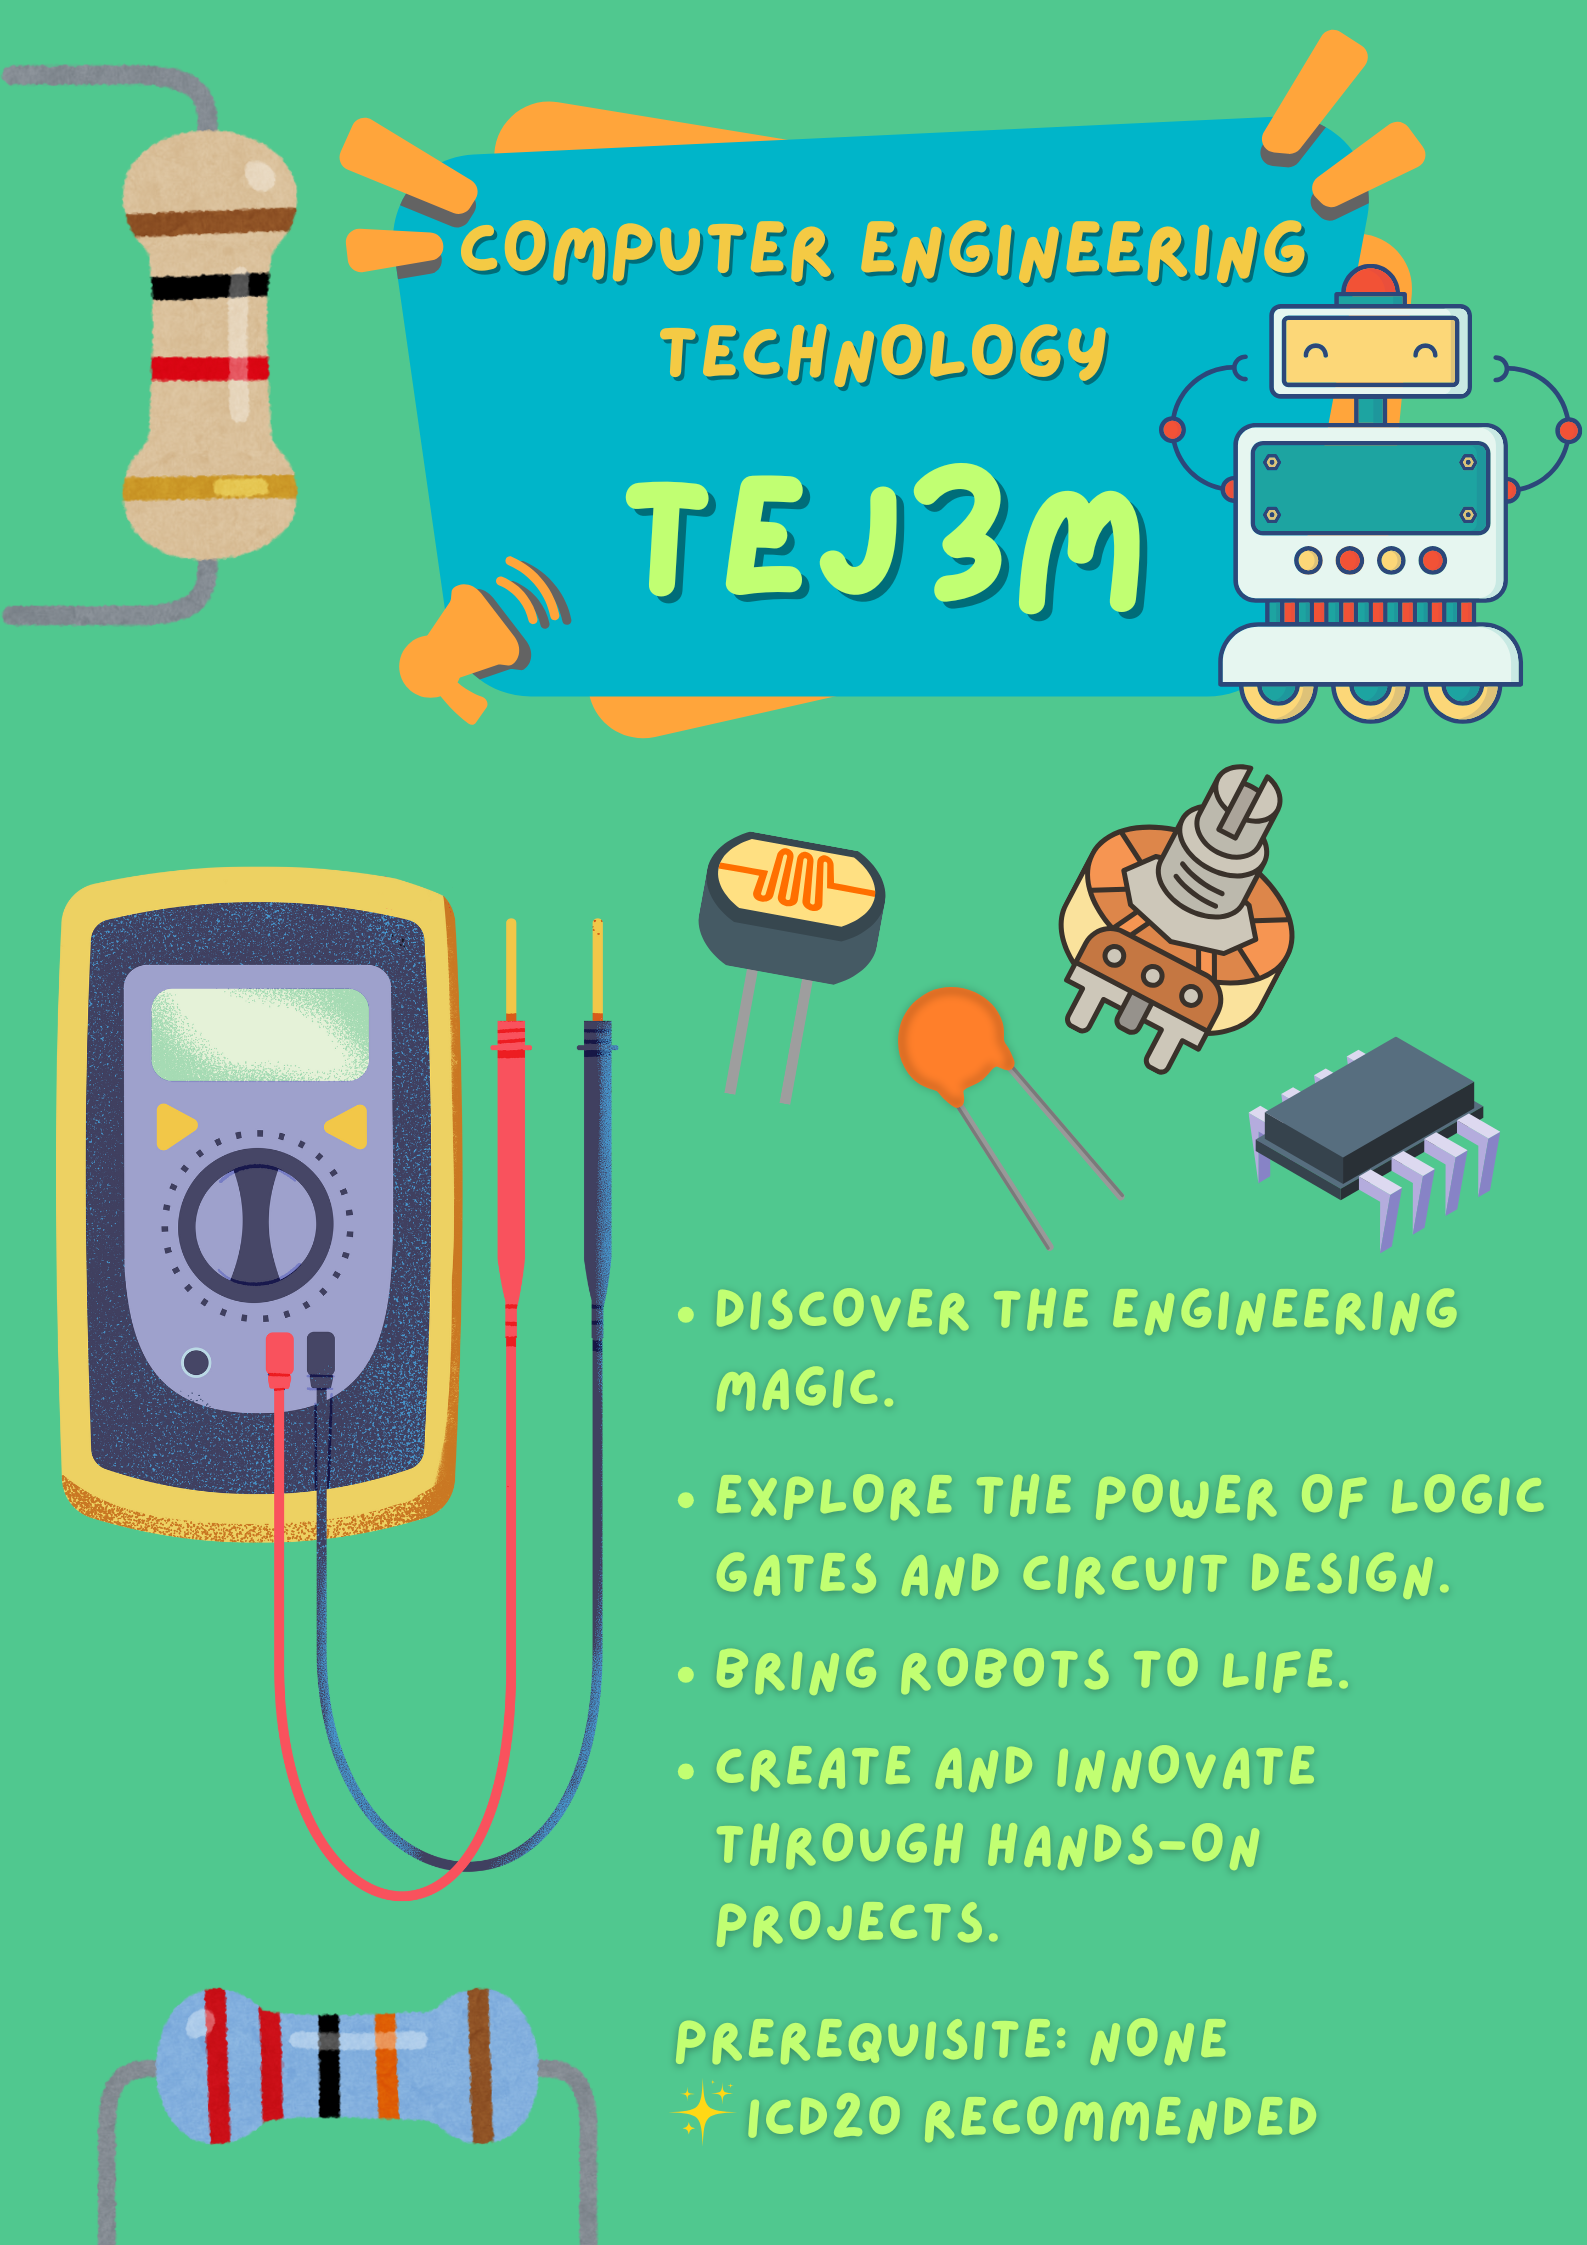 COMPUTER ENGINEERING
TECHNOLOGY
TEJ3M
• DISCOVER THE ENGINEERING
MAGIC.
• EXPLORE THE POWER OF LOGIC
GATES AND CIRCUIT DESIGN.
• BRING ROBOTS TO LIFE.
• CREATE AND INNOVATE
THROUGH HANDS-ON
PROJECTS.
PREREQUISITE: NONE
✨ICD2O RECOMMENDED